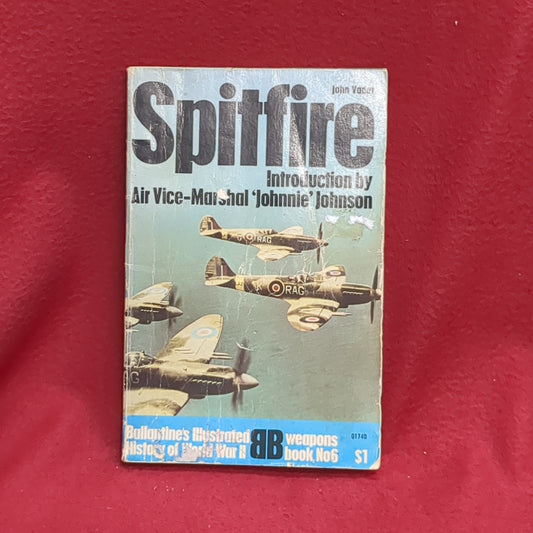 John Vader
Spitfire
Introduction by
Air Vice-Marshal 'Johnnie' Johnson
RAG
RAG
G
Ballantine's Illustrated
History of World War II
BB
weapons
book, No6
01740
$1